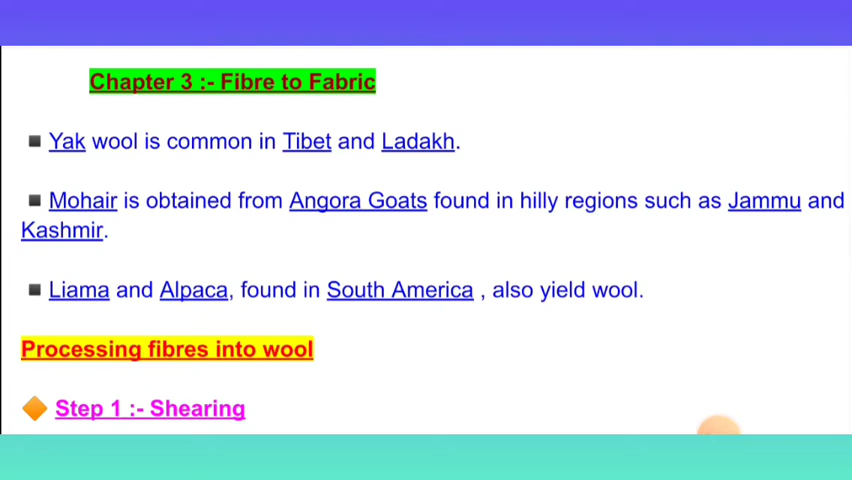 Chapter 3 :- Fibre to Fabric
▪ Yak wool is common in Tibet and Ladakh.
▪ Mohair is obtained from Angora Goats found in hilly regions such as Jammu and
Kashmir.
▪ Liama and Alpaca, found in South America , also yield wool.
Processing fibres into wool
🔶 Step 1 :- Shearing